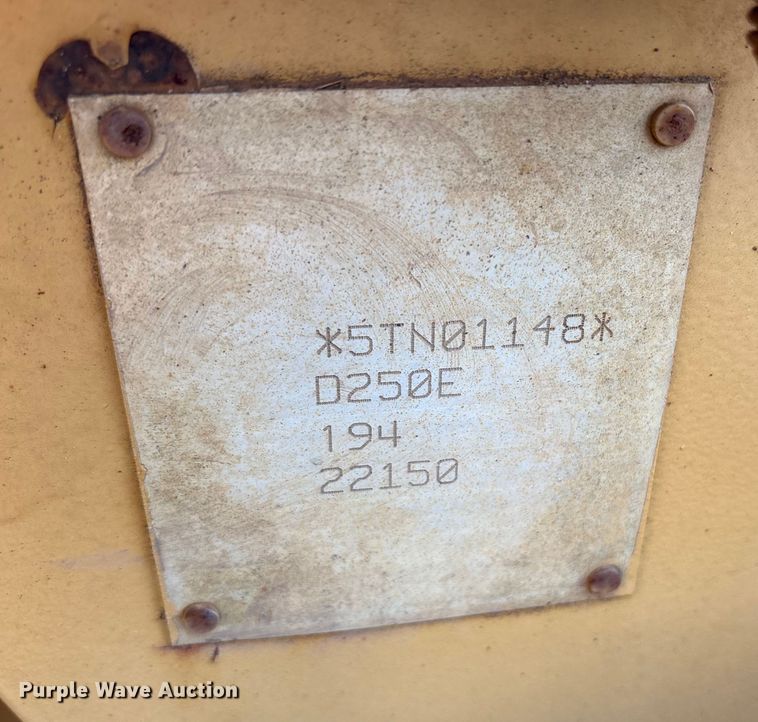 *5TN01148*
D250E
194
22150
Purple Wave Auction